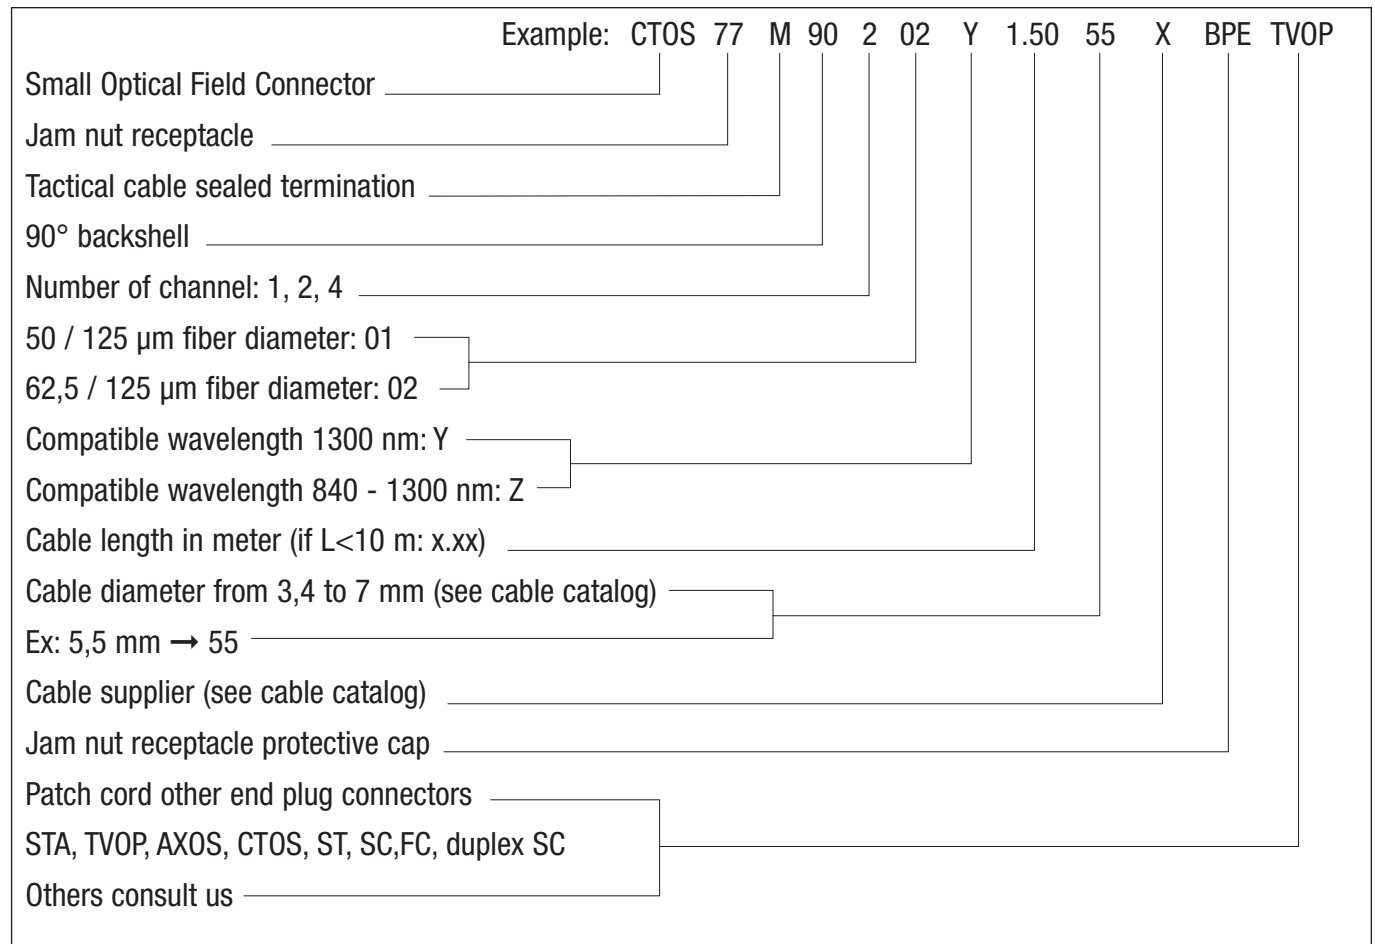 Example: CTOS 77 M 90 2 02 Y 1.50 55 X BPE TVOP
Small Optical Field Connector
Jam nut receptacle
Tactical cable sealed termination
90° backshell
Number of channel: 1, 2, 4
50 / 125 µm fiber diameter: 01
62,5 / 125 µm fiber diameter: 02
Compatible wavelength 1300 nm: Y
Compatible wavelength 840 - 1300 nm: Z
Cable length in meter (if L<10 m: x.xx)
Cable diameter from 3,4 to 7 mm (see cable catalog)
Ex: 5,5 mm → 55
Cable supplier (see cable catalog)
Jam nut receptacle protective cap
Patch cord other end plug connectors
STA, TVOP, AXOS, CTOS, ST, SC,FC, duplex SC
Others consult us